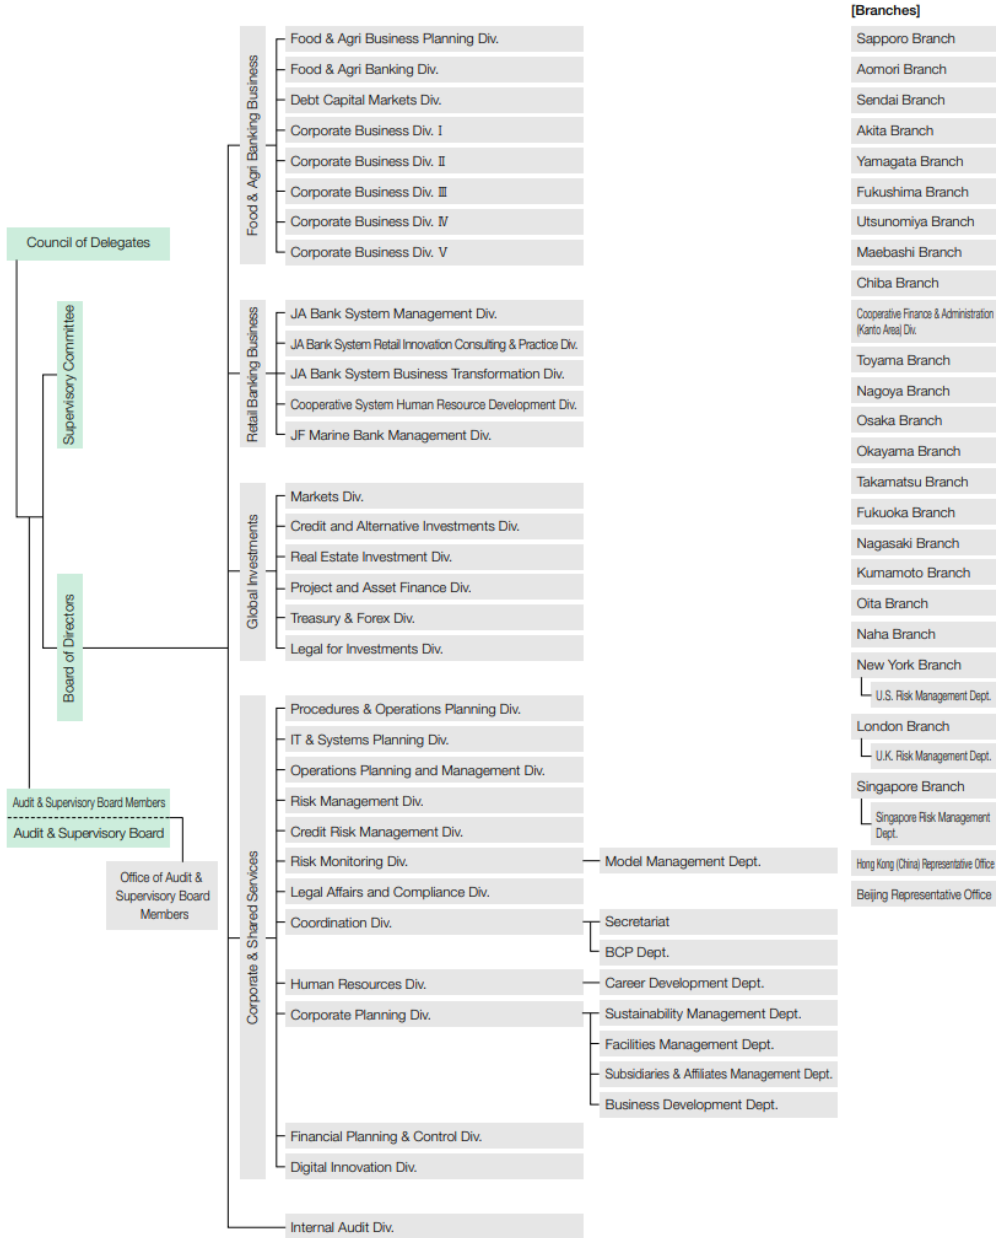 Council of Delegates
Supervisory Committee
Board of Directors
Audit & Supervisory Board Members
Audit & Supervisory Board
Office of Audit &
Supervisory Board
Members
Food & Agri Banking Business
Food & Agri Business Planning Div.
Food & Agri Banking Div.
Debt Capital Markets Div.
Corporate Business Div. Ⅰ
Corporate Business Div. Ⅱ
Corporate Business Div. Ⅲ
Corporate Business Div. Ⅳ
Corporate Business Div. Ⅴ
Retail Banking Business
JA Bank System Management Div.
JA Bank System Retail Innovation Consulting & Practice Div.
JA Bank System Business Transformation Div.
Cooperative System Human Resource Development Div.
JF Marine Bank Management Div.
Global Investments
Markets Div.
Credit and Alternative Investments Div.
Real Estate Investment Div.
Project and Asset Finance Div.
Treasury & Forex Div.
Legal for Investments Div.
Corporate & Shared Services
Procedures & Operations Planning Div.
IT & Systems Planning Div.
Operations Planning and Management Div.
Risk Management Div.
Credit Risk Management Div.
Risk Monitoring Div.
Model Management Dept.
Legal Affairs and Compliance Div.
Coordination Div.
Secretariat
BCP Dept.
Human Resources Div.
Career Development Dept.
Corporate Planning Div.
Sustainability Management Dept.
Facilities Management Dept.
Subsidiaries & Affiliates Management Dept.
Business Development Dept.
Financial Planning & Control Div.
Digital Innovation Div.
Internal Audit Div.
[Branches]
Sapporo Branch
Aomori Branch
Sendai Branch
Akita Branch
Yamagata Branch
Fukushima Branch
Utsunomiya Branch
Maebashi Branch
Chiba Branch
Cooperative Finance & Administration
(Kanto Area) Div.
Toyama Branch
Nagoya Branch
Osaka Branch
Okayama Branch
Takamatsu Branch
Fukuoka Branch
Nagasaki Branch
Kumamoto Branch
Oita Branch
Naha Branch
New York Branch
U.S. Risk Management Dept.
London Branch
U.K. Risk Management Dept.
Singapore Branch
Singapore Risk Management
Dept.
Hong Kong (China) Representative Office
Beijing Representative Office